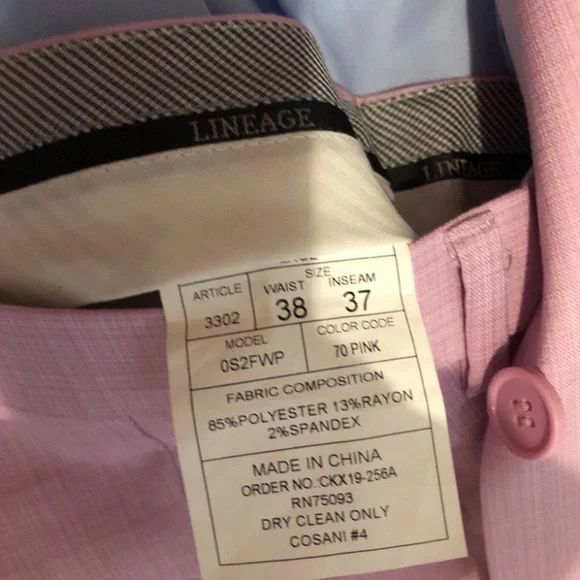 LINEAGE
LINEAGE
SIZE
ARTICLE WAIST INSEAM
3302 38 37
MODEL COLOR CODE
0S2FWP 70 PINK
FABRIC COMPOSITION
85%POLYESTER 13%RAYON
2%SPANDEX
MADE IN CHINA
ORDER NO.:CKX19-256A
RN75093
DRY CLEAN ONLY
COSANI #4